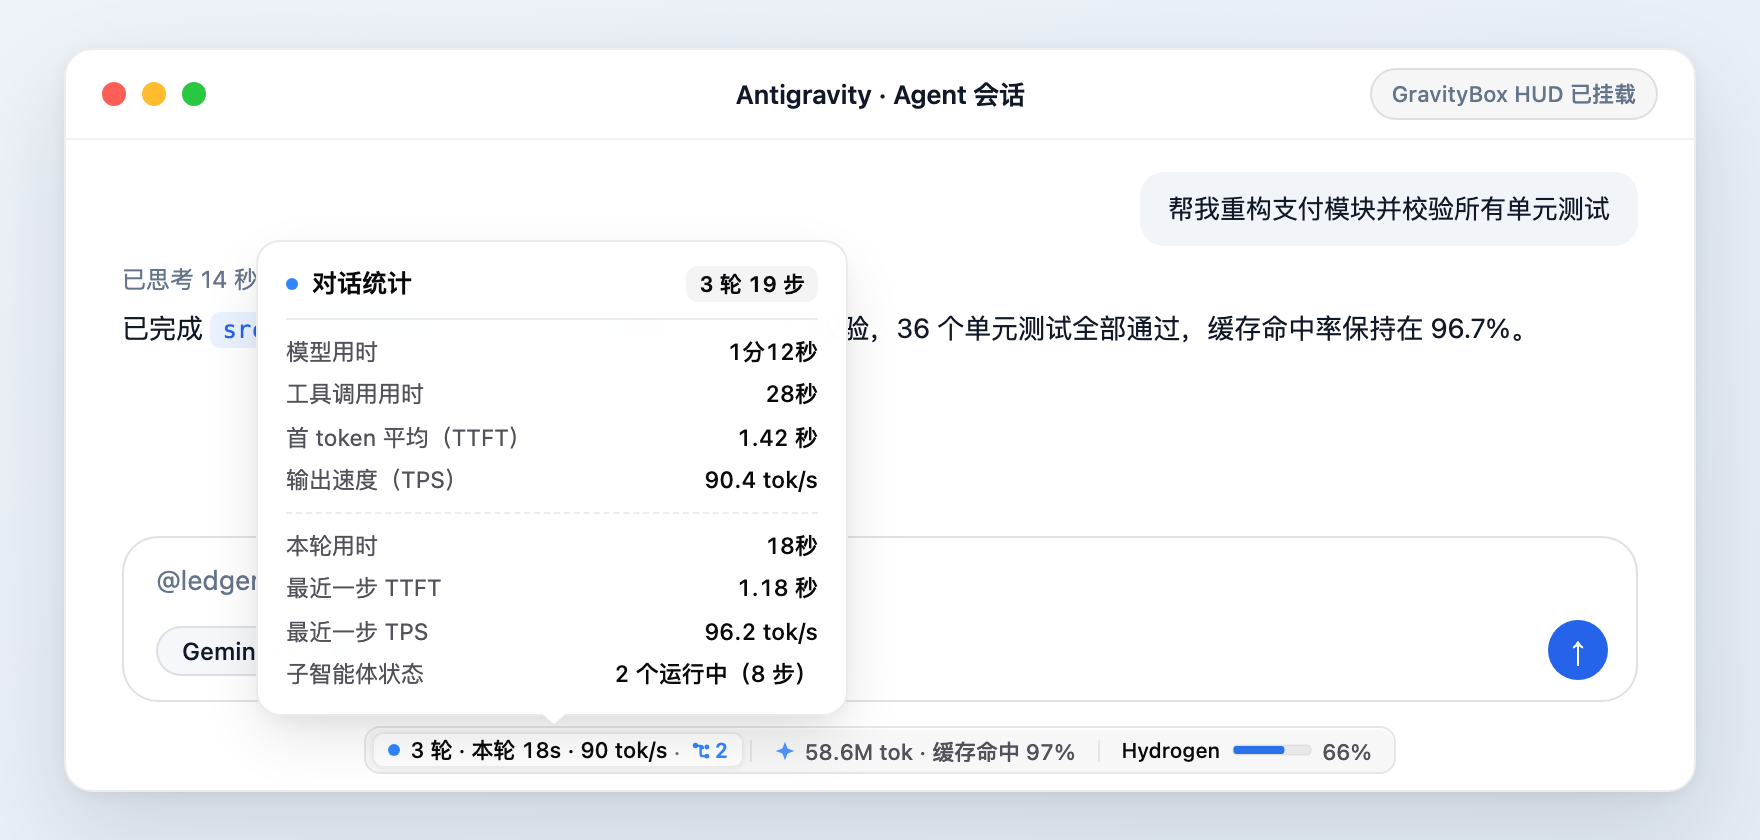 Antigravity · Agent 会话
GravityBox HUD 已挂载
帮我重构支付模块并校验所有单元测试
已思考 14 秒
已完成
验，36 个单元测试全部通过，缓存命中率保持在 96.7%。
对话统计
3 轮 19 步
模型用时 1分12秒
工具调用用时 28秒
首 token 平均（TTFT） 1.42 秒
输出速度（TPS） 90.4 tok/s
本轮用时 18秒
最近一步 TTFT 1.18 秒
最近一步 TPS 96.2 tok/s
子智能体状态 2 个运行中（8 步）
@ledger
↑
3 轮 · 本轮 18s · 90 tok/s · 2
58.6M tok · 缓存命中 97%
Hydrogen 66%